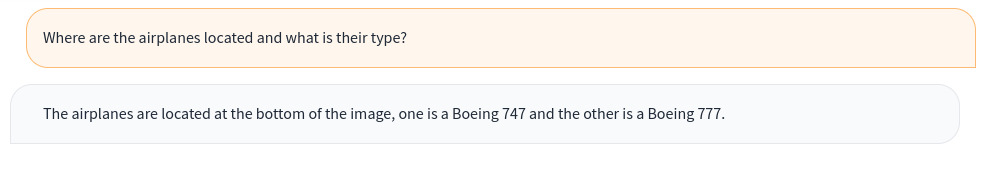 Where are the airplanes located and what is their type?
The airplanes are located at the bottom of the image, one is a Boeing 747 and the other is a Boeing 777.